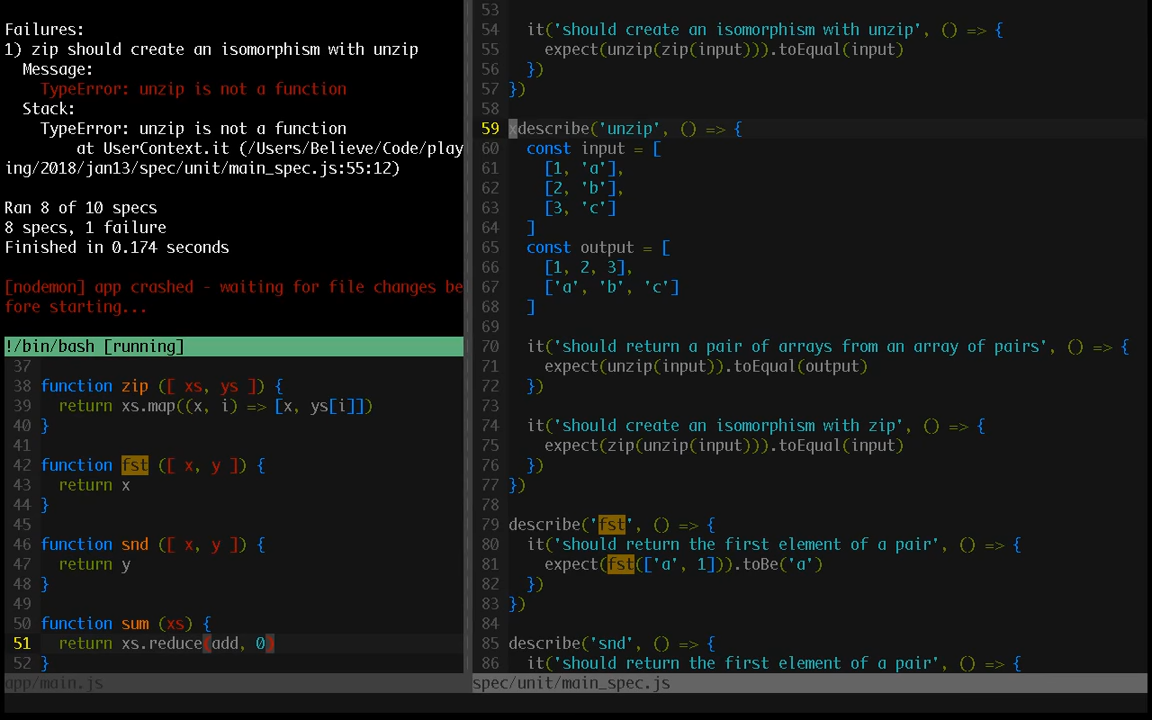 Failures:
1) zip should create an isomorphism with unzip
  Message:
    TypeError: unzip is not a function
  Stack:
    TypeError: unzip is not a function
        at UserContext.it (/Users/Believe/Code/play
ing/2018/jan13/spec/unit/main_spec.js:55:12)

Ran 8 of 10 specs
8 specs, 1 failure
Finished in 0.174 seconds

[nodemon] app crashed - waiting for file changes be
fore starting...

!/bin/bash [running]
37
38 function zip ([ xs, ys ]) {
39   return xs.map((x, i) => [x, ys[i]])
40 }
41
42 function fst ([ x, y ]) {
43   return x
44 }
45
46 function snd ([ x, y ]) {
47   return y
48 }
49
50 function sum (xs) {
51   return xs.reduce(add, 0)
52 }
app/main.js

53
54   it('should create an isomorphism with unzip', () => {
55     expect(unzip(zip(input))).toEqual(input)
56   })
57 })
58
59 xdescribe('unzip', () => {
60   const input = [
61     [1, 'a'],
62     [2, 'b'],
63     [3, 'c']
64   ]
65   const output = [
66     [1, 2, 3],
67     ['a', 'b', 'c']
68   ]
69
70   it('should return a pair of arrays from an array of pairs', () => {
71     expect(unzip(input)).toEqual(output)
72   })
73
74   it('should create an isomorphism with zip', () => {
75     expect(zip(unzip(input))).toEqual(input)
76   })
77 })
78
79 describe('fst', () => {
80   it('should return the first element of a pair', () => {
81     expect(fst(['a', 1])).toBe('a')
82   })
83 })
84
85 describe('snd', () => {
86   it('should return the first element of a pair', () => {
spec/unit/main_spec.js